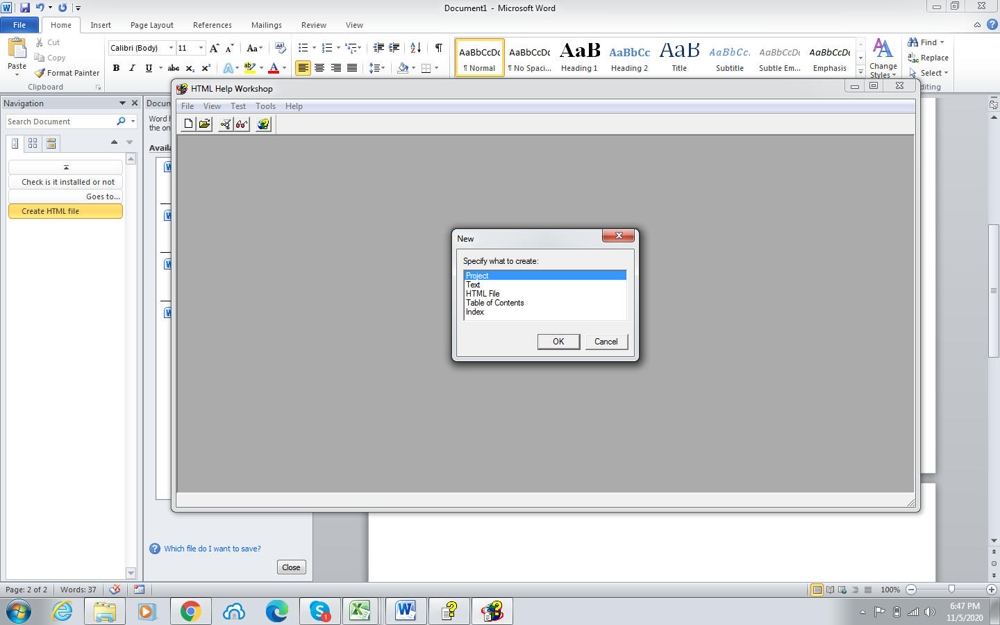 Document1 - Microsoft Word
File Home Insert Page Layout References Mailings Review View
Paste
Cut
Copy
Format Painter
Clipboard
Calibri (Body) 11
AaBbCcDc AaBbCcDc AaB AaBbCc AaB AaBbCc. AaBbCcDc AaBbCcDc
¶ Normal ¶ No Spaci... Heading 1 Heading 2 Title Subtitle Subtle Em... Emphasis
Change
Styles
Find
Replace
Select
diting
Navigation
Search Document
Check is it installed or not
Goes to...
Create HTML file
Docum
Word h
the on
Availa
HTML Help Workshop
File View Test Tools Help
New
Specify what to create:
Project
Text
HTML File
Table of Contents
Index
OK Cancel
Which file do I want to save?
Close
Page: 2 of 2 Words: 37
100%
1
6:47 PM
11/5/2020